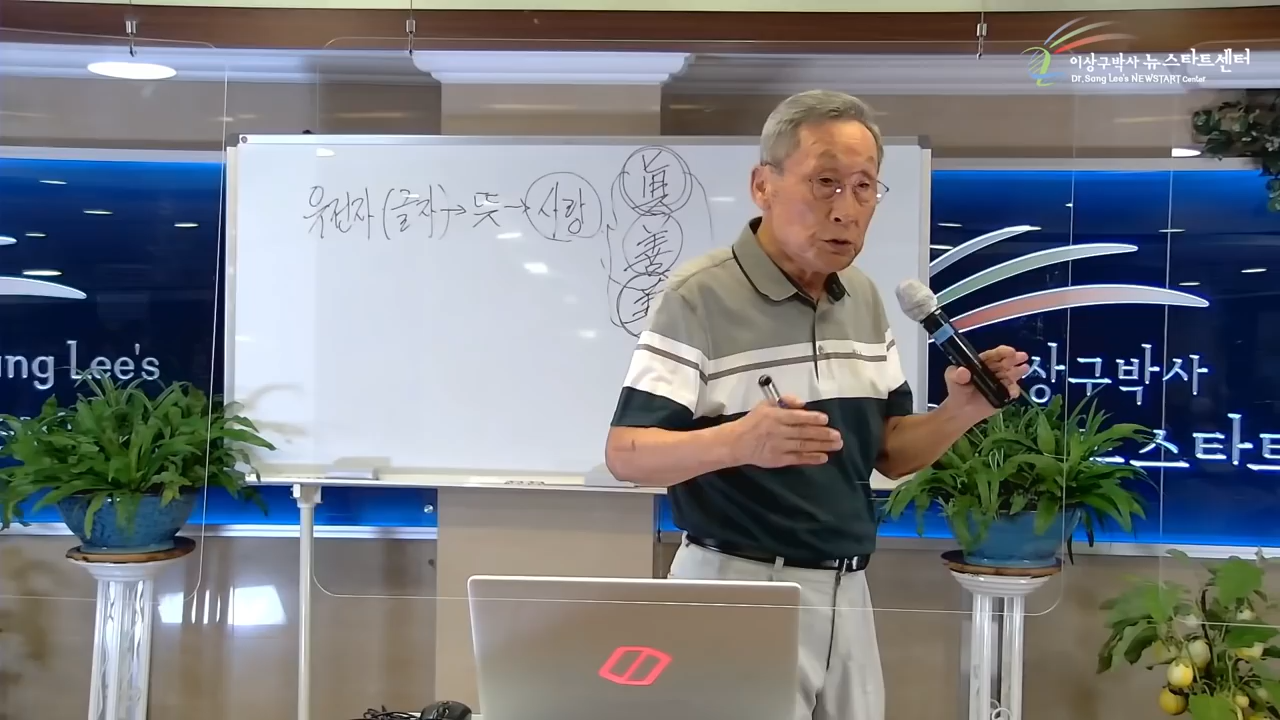 이상구박사 뉴스타트센터
Dr. Sang Lee's NEWSTART Center
유전자 (글자) → 뜻 → 사랑
眞
善
ung Lee's
상구박사
스타트